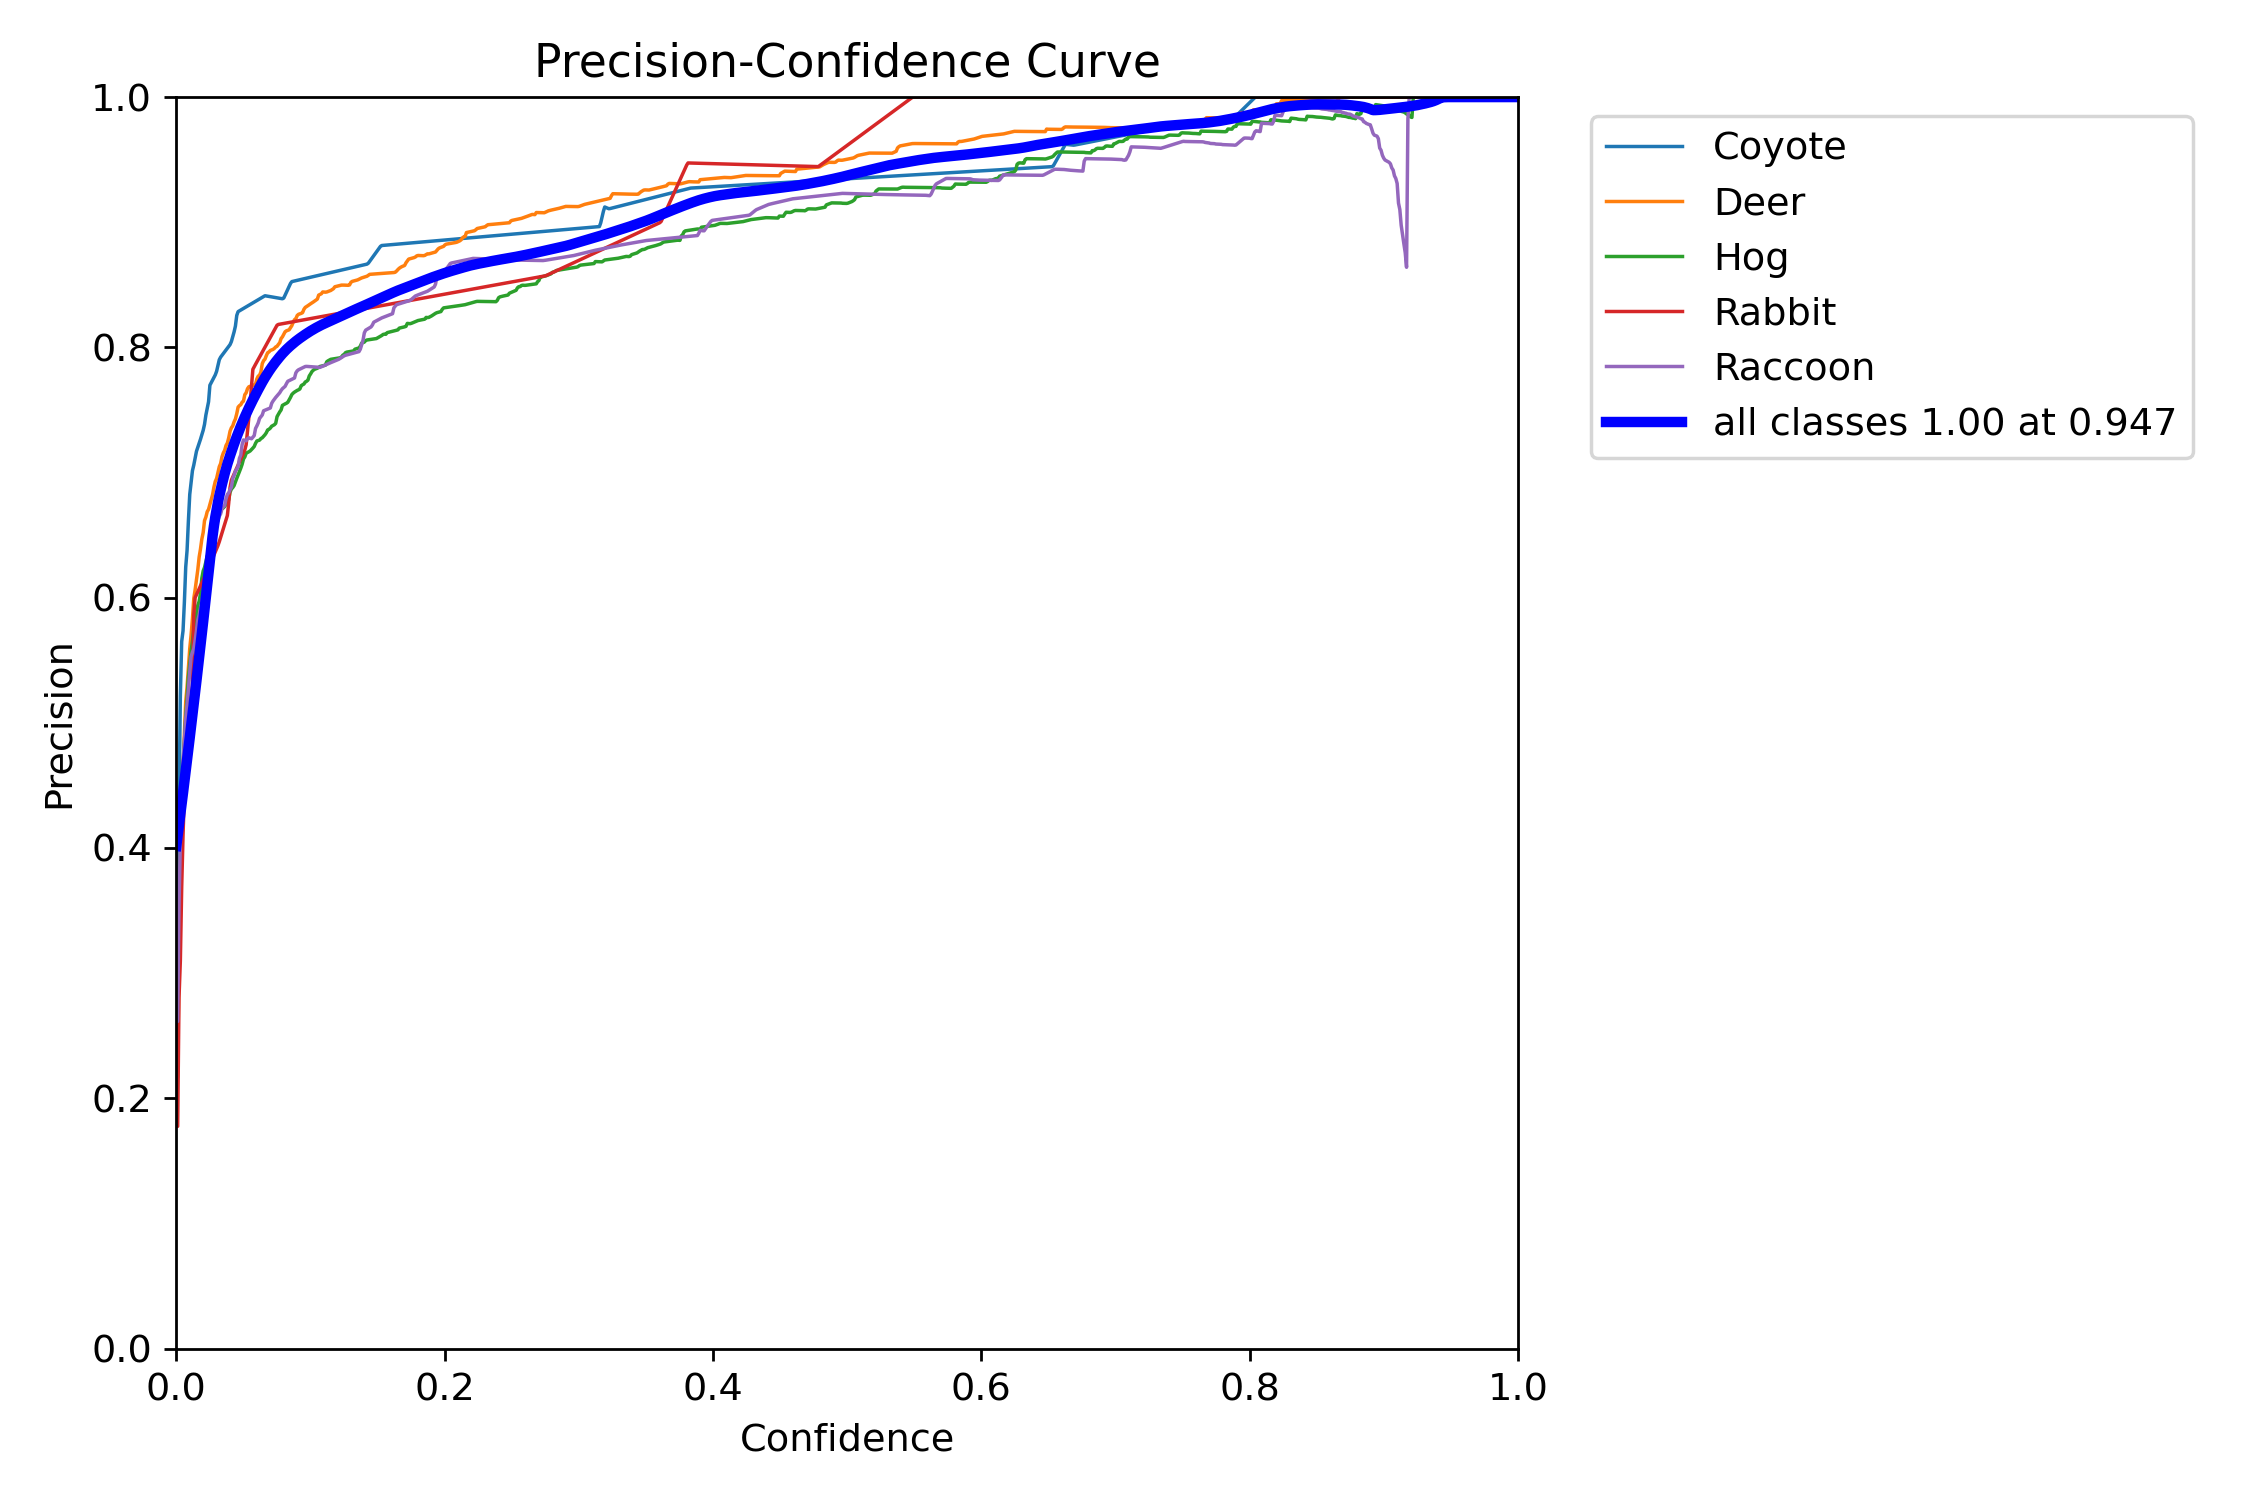 Precision-Confidence Curve
1.0
0.8
0.6
0.4
0.2
0.0
Precision
0.0 0.2 0.4 0.6 0.8 1.0
Confidence
Coyote
Deer
Hog
Rabbit
Raccoon
all classes 1.00 at 0.947